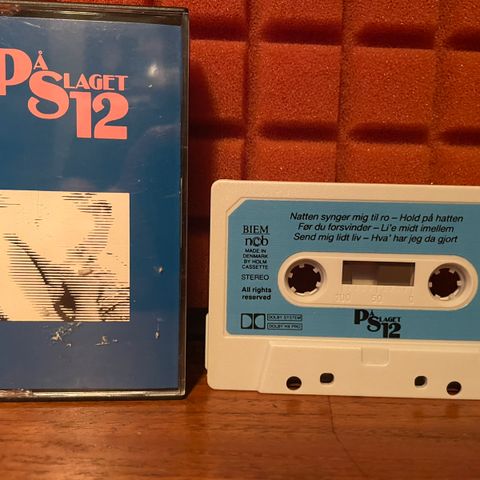 PÅ
SLAGET
12
Natten synger mig til ro – Hold på hatten
Før du forsvinder – Li'e midt imellem
Send mig lidt liv – Hva' har jeg da gjort
BIEM
ncb
MADE IN
DENMARK
BY HOLM
CASSETTE
STEREO
All rights
reserved
DOLBY SYSTEM
DOLBY HX PRO
100 50 0
PÅ
SLAGET
12